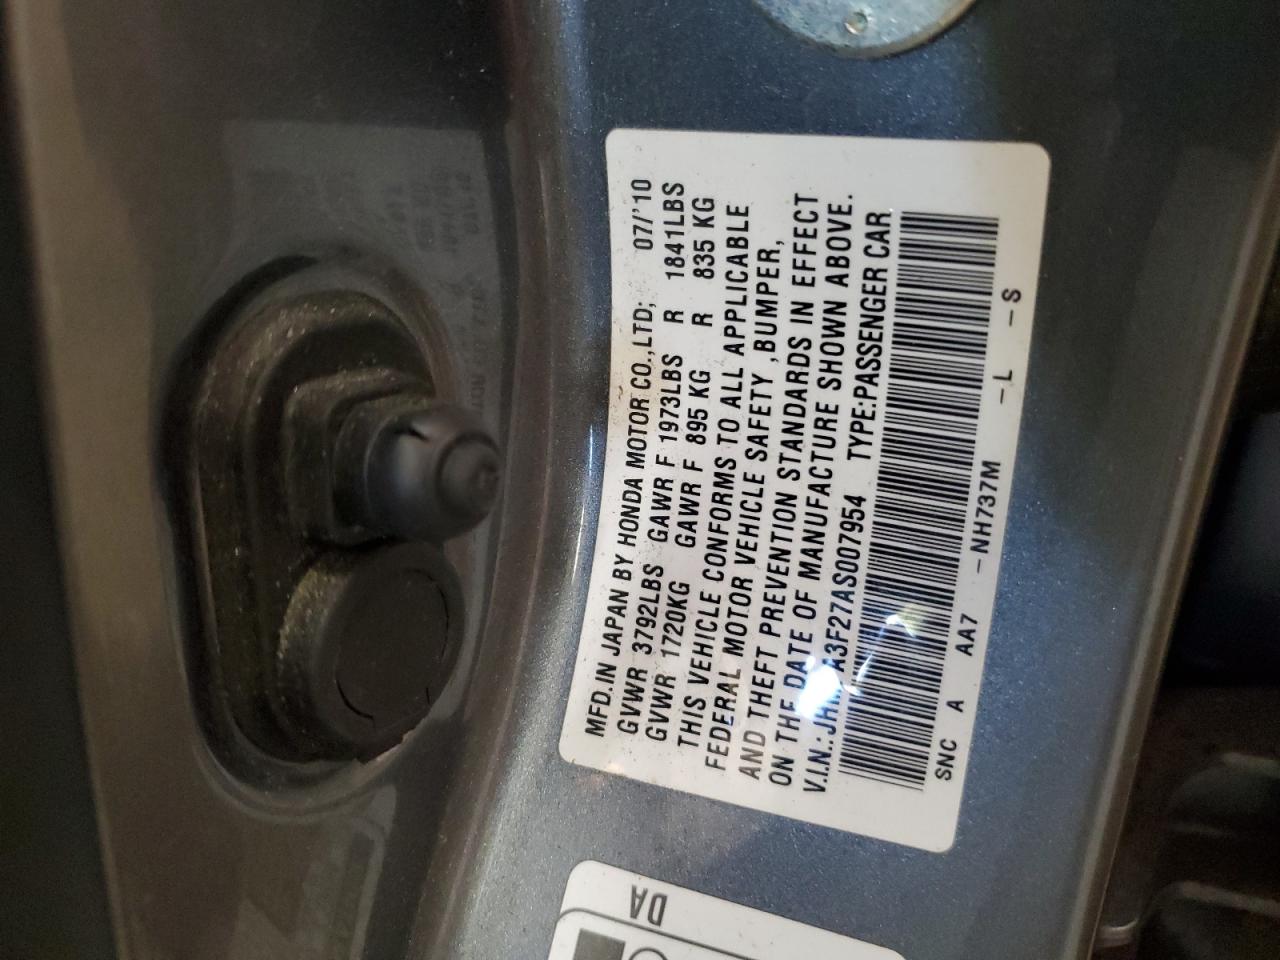 MFD.IN JAPAN BY HONDA MOTOR CO.,LTD; 07/'10
GVWR 3792LBS GAWR F 1973LBS R 1841LBS
GVWR 1720KG GAWR F 895 KG R 835 KG
THIS VEHICLE CONFORMS TO ALL APPLICABLE
FEDERAL MOTOR VEHICLE SAFETY ,BUMPER,
AND THEFT PREVENTION STANDARDS IN EFFECT
ON THE DATE OF MANUFACTURE SHOWN ABOVE.
V.I.N.: TYPE:PASSENGER CAR
SNC A AA7 -NH737M -L -S
DA